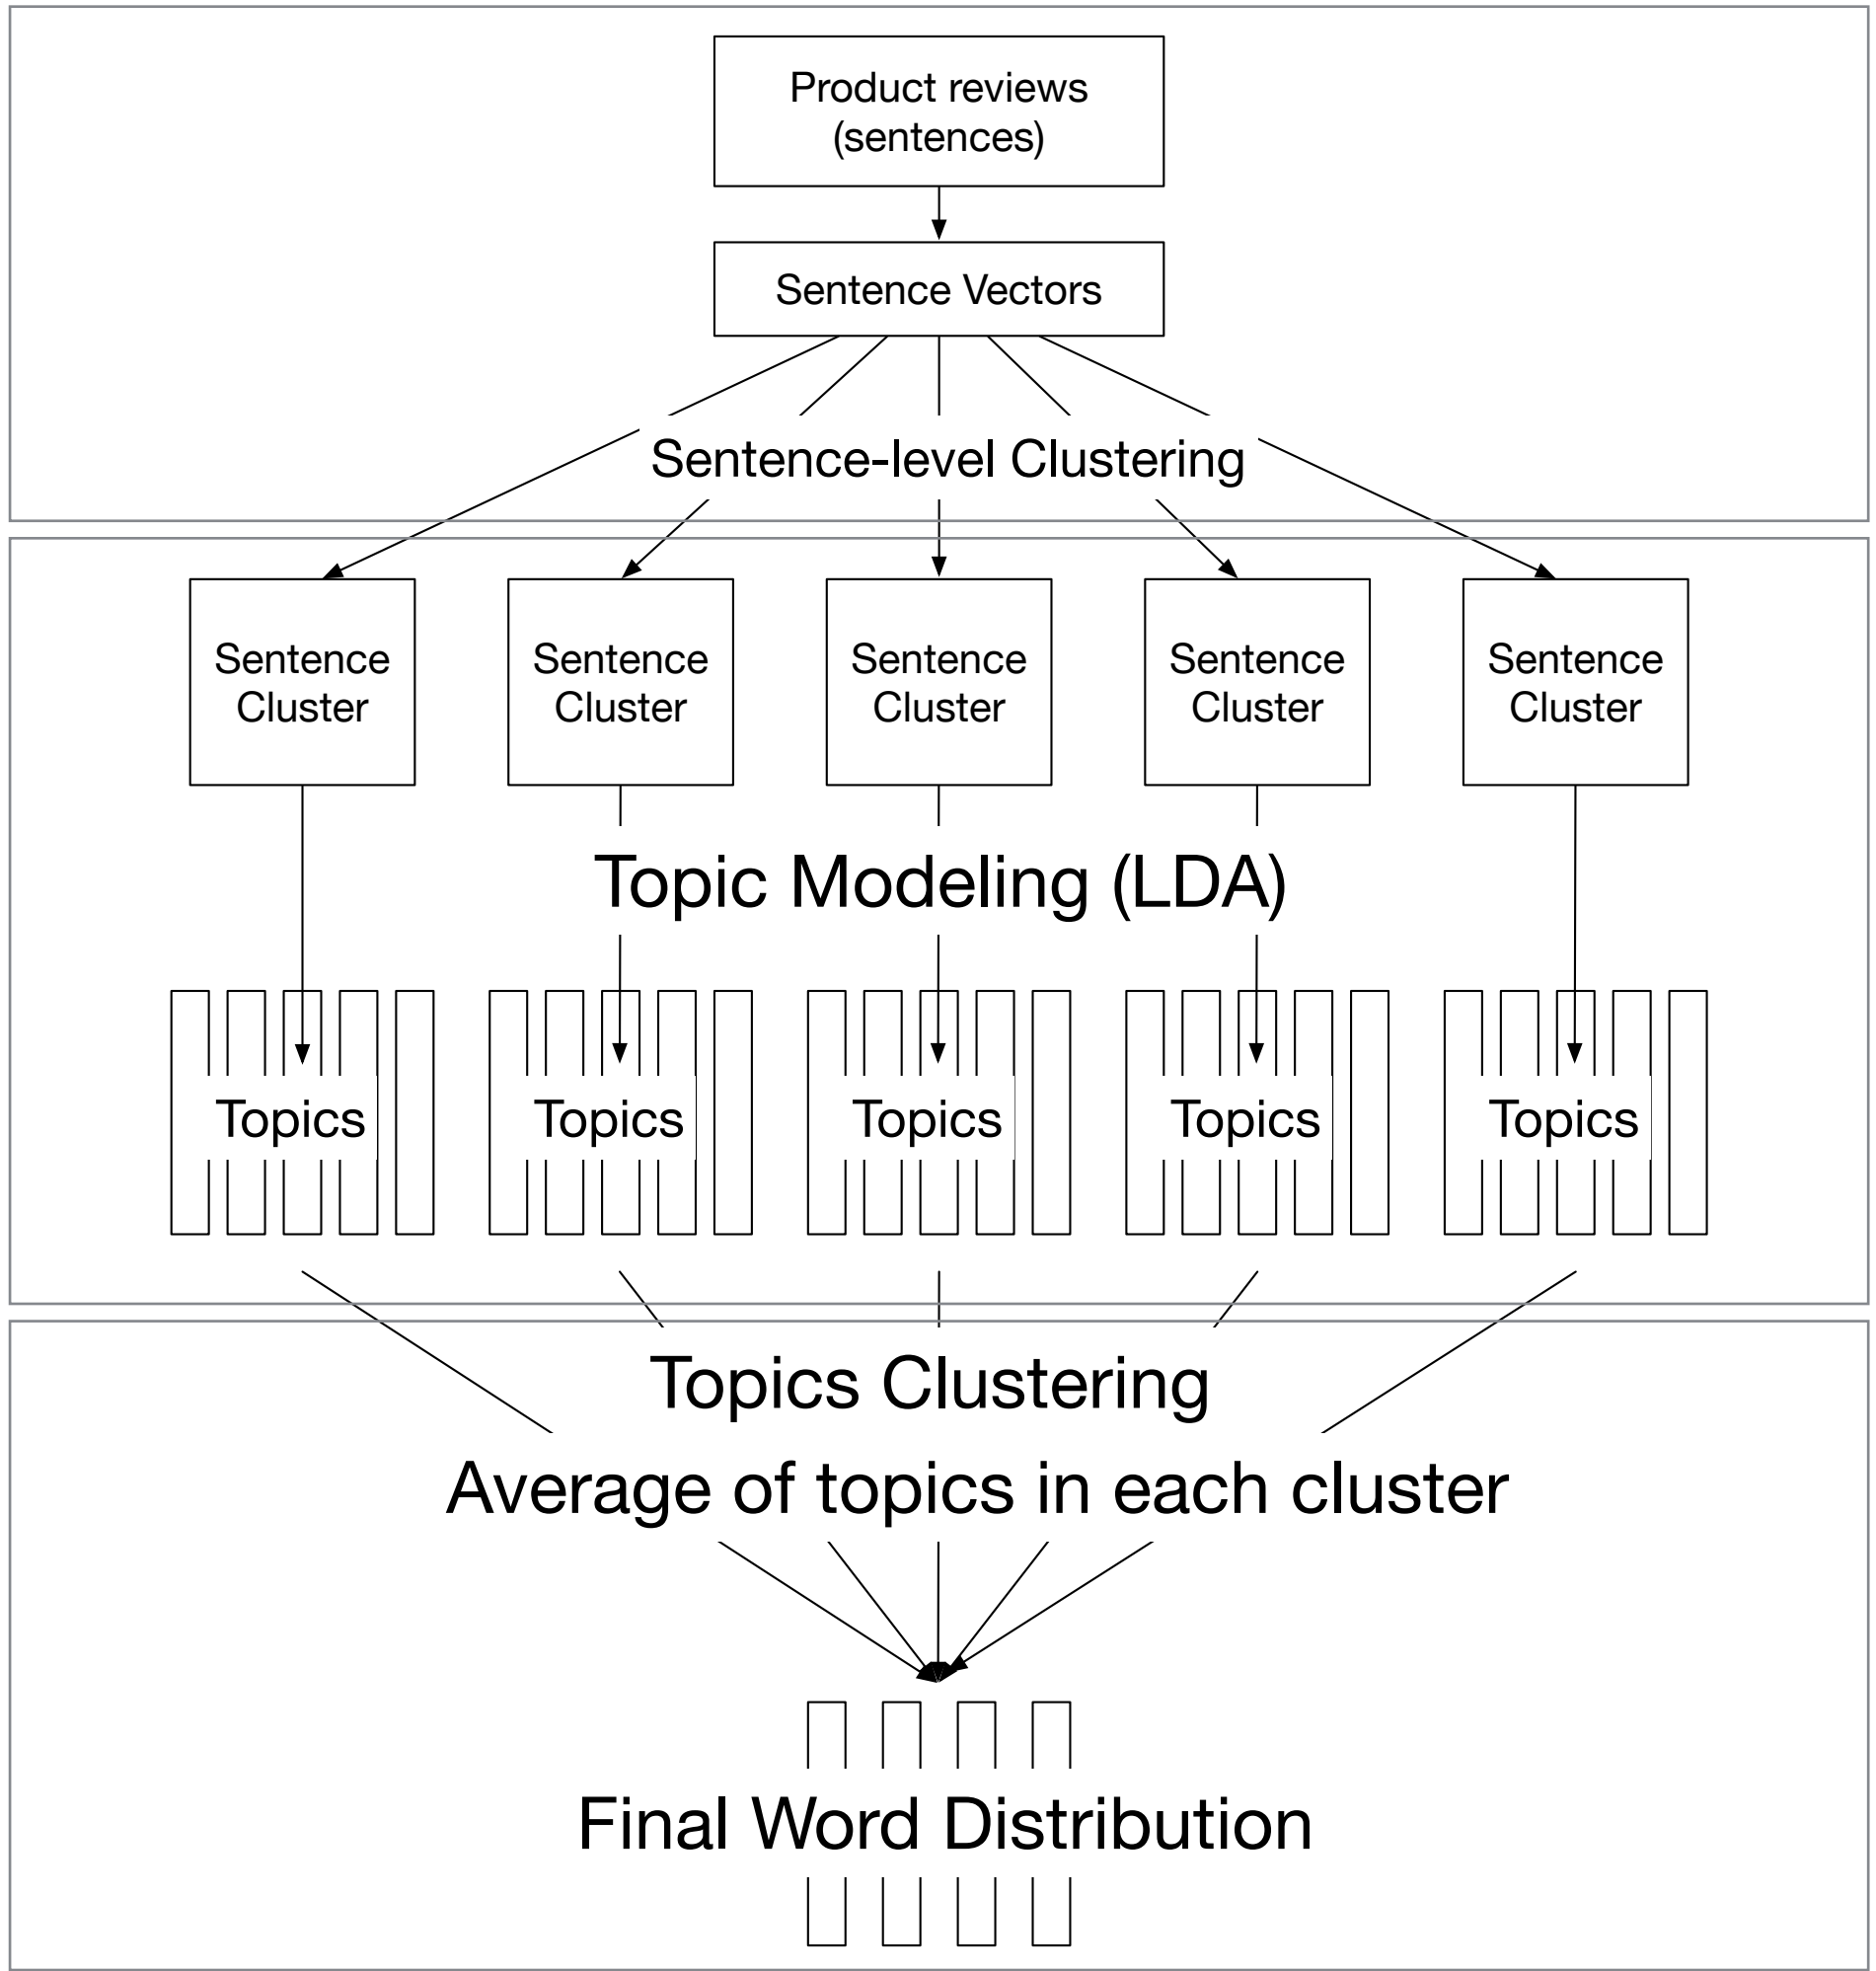 Product reviews
(sentences)
Sentence Vectors
Sentence-level Clustering
Sentence
Cluster
Sentence
Cluster
Sentence
Cluster
Sentence
Cluster
Sentence
Cluster
Topic Modeling (LDA)
Topics
Topics
Topics
Topics
Topics
Topics Clustering
Average of topics in each cluster
Final Word Distribution